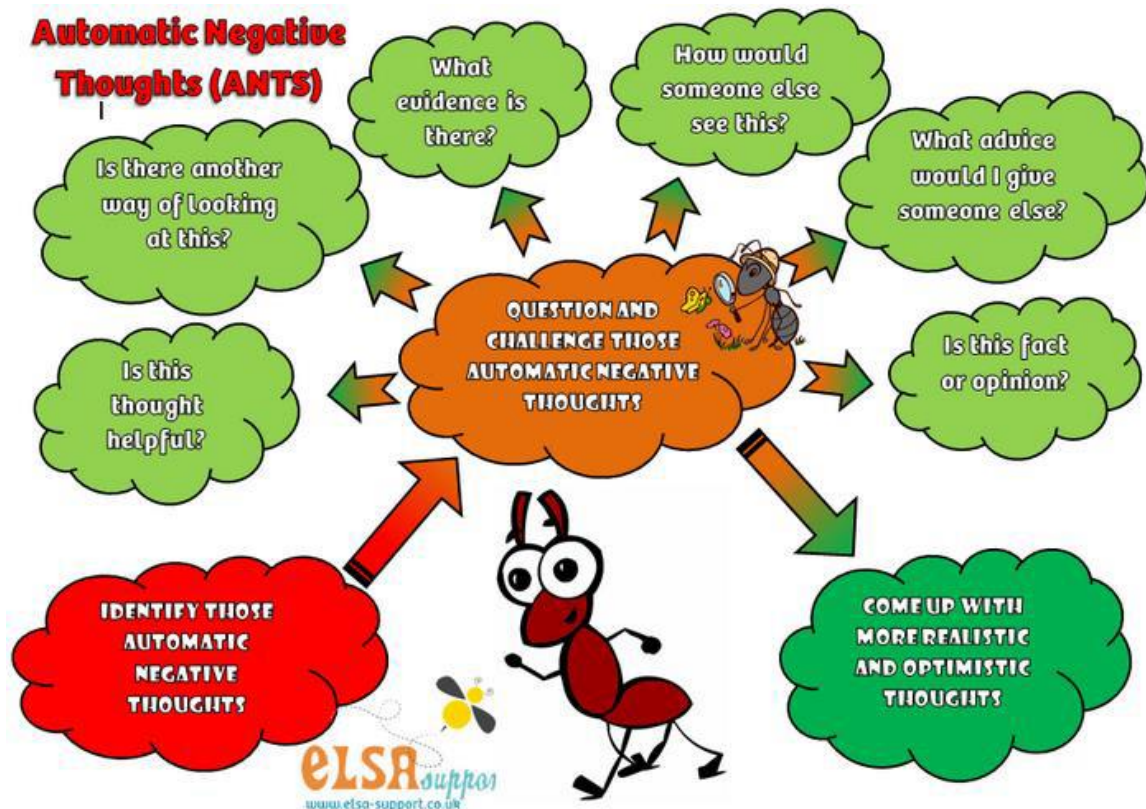 Automatic Negative
Thoughts (ANTS)
What
evidence is
there?
How would
someone else
see this?
Is there another
way of looking
at this?
What advice
would I give
someone else?
QUESTION AND
CHALLENGE THOSE
AUTOMATIC NEGATIVE
THOUGHTS
Is this
thought
helpful?
Is this fact
or opinion?
IDENTIFY THOSE
AUTOMATIC
NEGATIVE
THOUGHTS
COME UP WITH
MORE REALISTIC
AND OPTIMISTIC
THOUGHTS
eLSA suppor
www.elsa-support.co.uk